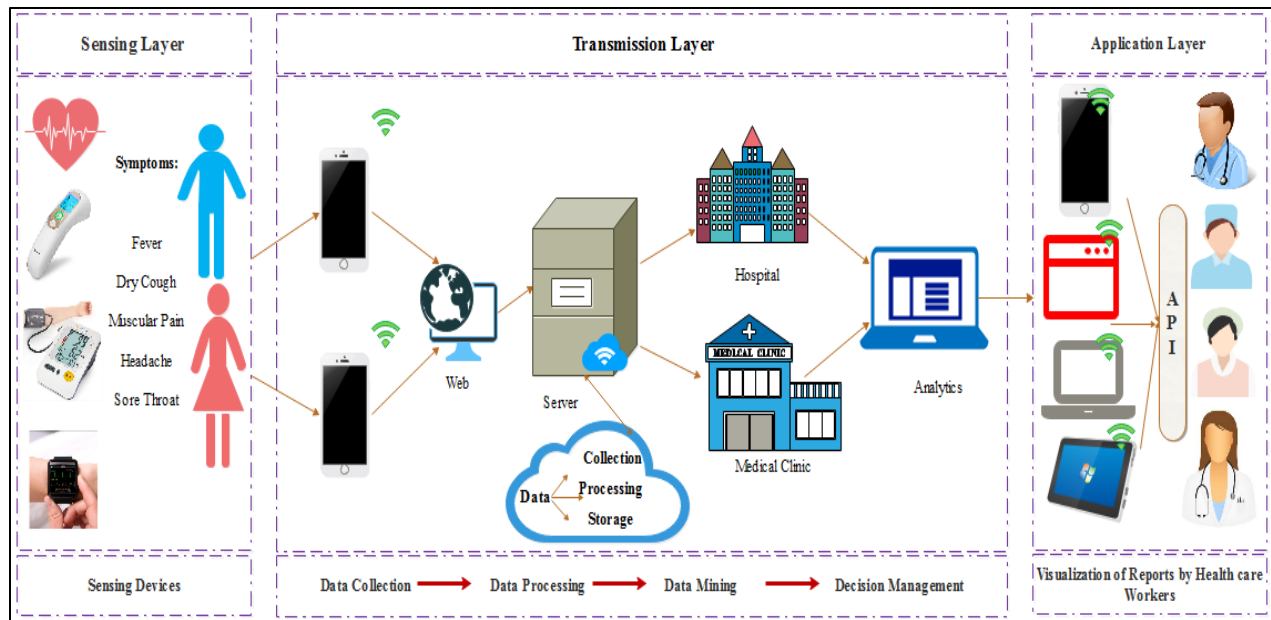 Sensing Layer
Transmission Layer
Application Layer
Symptoms:
Fever
Dry Cough
Muscular Pain
Headache
Sore Throat
Web
Server
Hospital
MEDICAL CLINIC
Medical Clinic
Analytics
Data
Collection
Processing
Storage
A
P
I
Sensing Devices
Data Collection
Data Processing
Data Mining
Decision Management
Visualization of Reports by Health care
Workers